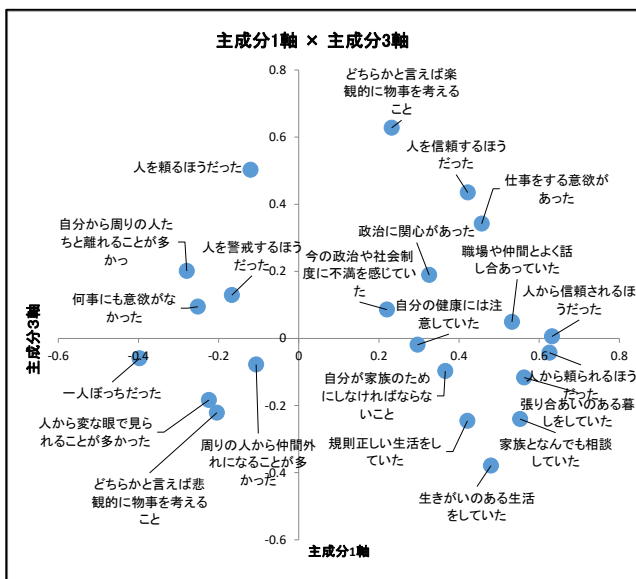 主成分1軸 × 主成分3軸
どちらかと言えば楽
観的に物事を考える
こと
0.8
0.6
人を信頼するほう
だった
人を頼るほうだった
仕事をする意欲が
あった
0.4
自分から周りの人た
ちと離れることが多
かっ
人を警戒するほう
だった
政治に関心があった
今の政治や社会制
度に不満を感じてい
た
職場や仲間とよく話
し合あっていた
0.2
何事にも意欲がな
かった
自分の健康には注
意していた
人から信頼されるほ
うだった
0
-0.6
-0.4
-0.2
0
0.2
0.4
0.6
0.8
主成分3軸
一人ぼっちだった
自分が家族のため
にしなければならな
いこと
人から頼られるほう
だった
張り合あいのある暮
しをしていた
-0.2
人から変な眼で見ら
れることが多かった
周りの人から仲間外
れになることが多
かった
規則正しい生活をし
ていた
家族となんでも相談
していた
-0.4
どちらかと言えば悲
観的に物事を考える
こと
生きがいのある生活
をしていた
-0.6
主成分1軸